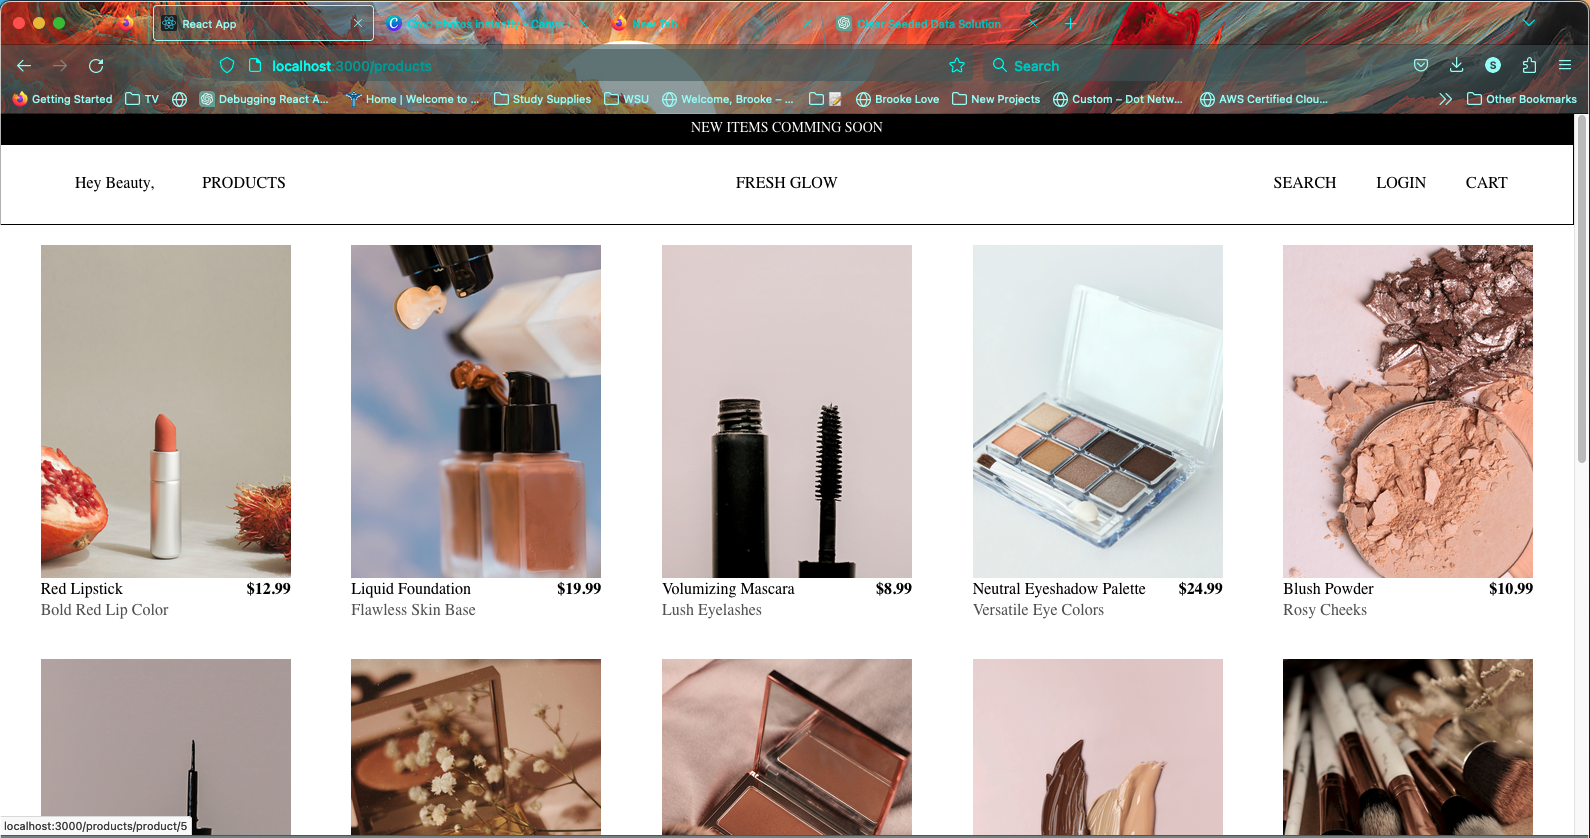 React App
Clear Seeded Data Solution
New Tab
localhost:3000/products
Search
S
Getting Started
TV
Debugging React A...
Home | Welcome to ...
Study Supplies
WSU
Welcome, Brooke – ...
Brooke Love
New Projects
Custom – Dot Netw...
AWS Certified Clou...
Other Bookmarks
NEW ITEMS COMMING SOON
Hey Beauty,
PRODUCTS
FRESH GLOW
SEARCH
LOGIN
CART
Red Lipstick $12.99
Bold Red Lip Color
Liquid Foundation $19.99
Flawless Skin Base
Volumizing Mascara $8.99
Lush Eyelashes
Neutral Eyeshadow Palette $24.99
Versatile Eye Colors
Blush Powder $10.99
Rosy Cheeks
localhost:3000/products/product/5